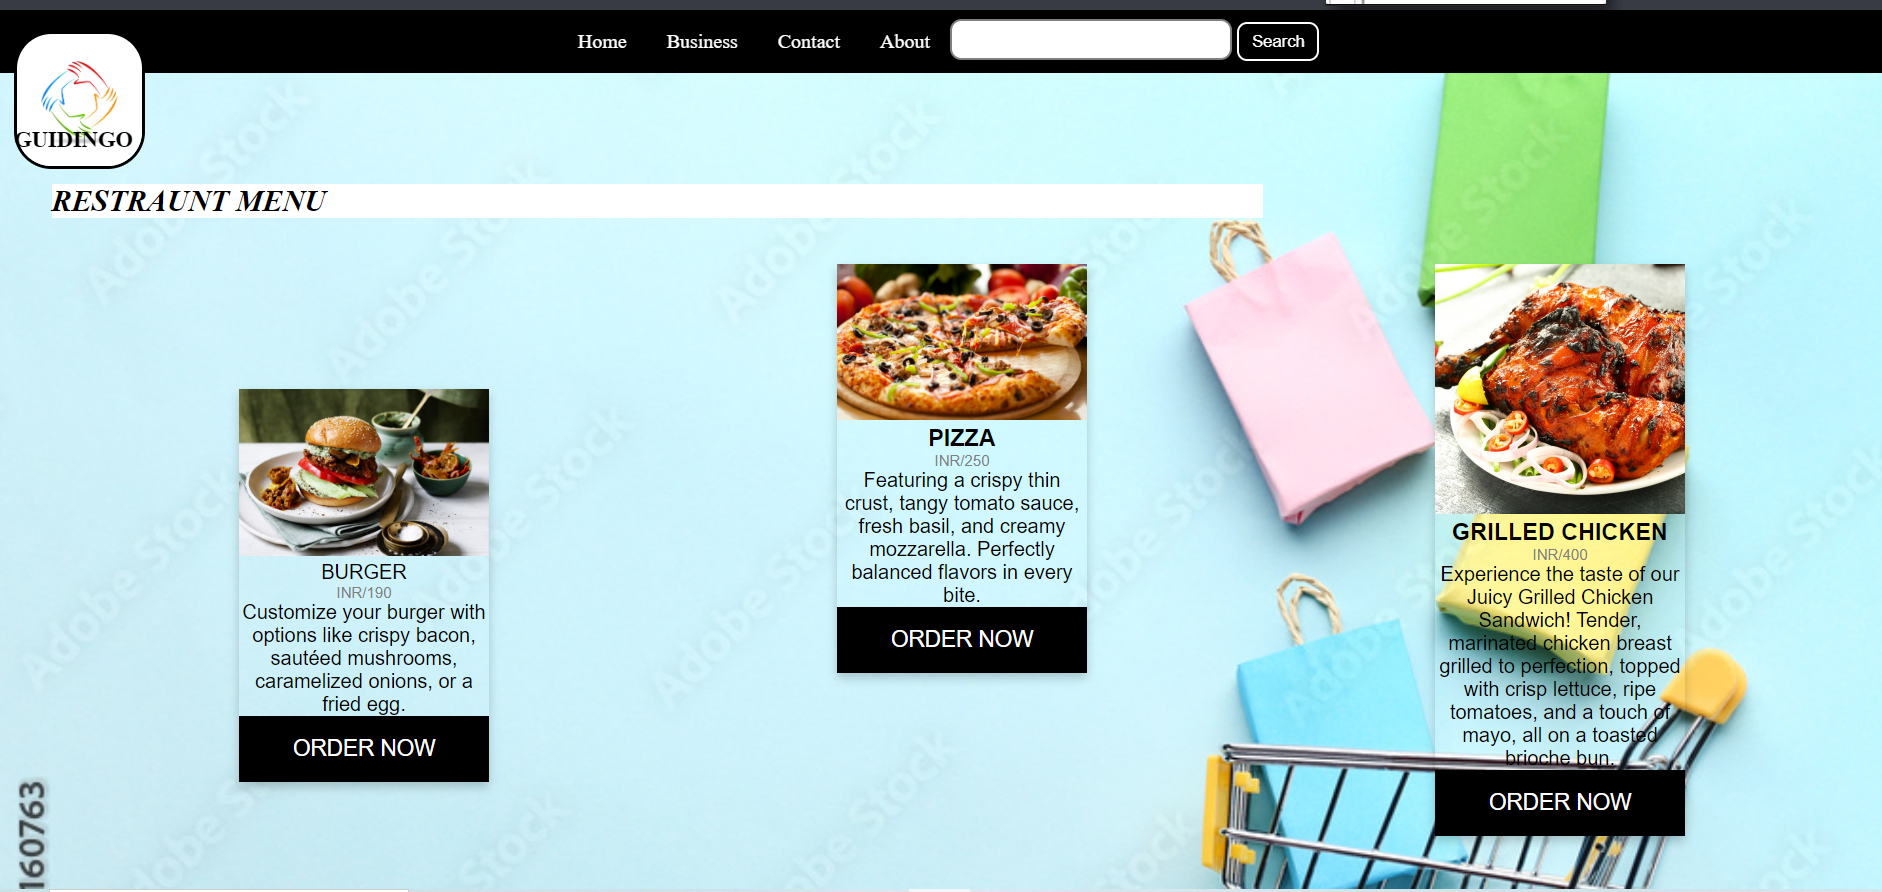 Home Business Contact About Search
GUIDINGO
RESTRAUNT MENU
BURGER
INR/190
Customize your burger with
options like crispy bacon,
sautéed mushrooms,
caramelized onions, or a
fried egg.
ORDER NOW
PIZZA
INR/250
Featuring a crispy thin
crust, tangy tomato sauce,
fresh basil, and creamy
mozzarella. Perfectly
balanced flavors in every
bite.
ORDER NOW
GRILLED CHICKEN
INR/400
Experience the taste of our
Juicy Grilled Chicken
Sandwich! Tender,
marinated chicken breast
grilled to perfection, topped
with crisp lettuce, ripe
tomatoes, and a touch of
mayo, all on a toasted
brioche bun.
ORDER NOW
Adobe Stock
160763